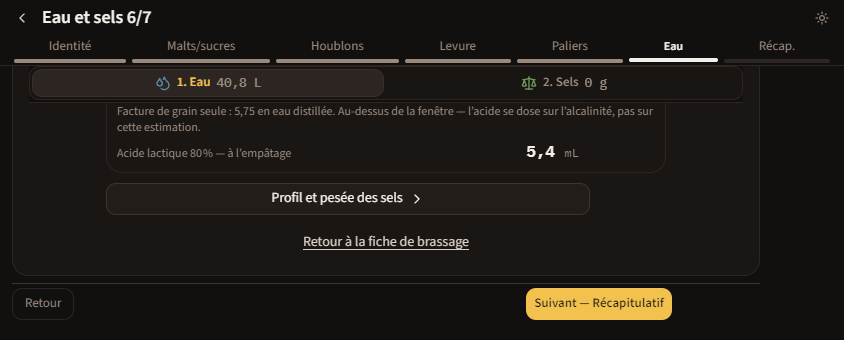 Eau et sels 6/7
Identité
Malts/sucres
Houblons
Levure
Paliers
Eau
Récap.
1. Eau 40,8 L
2. Sels 0 g
Facture de grain seule : 5,75 en eau distillée. Au-dessus de la fenêtre — l’acide se dose sur l’alcalinité, pas sur
cette estimation.
Acide lactique 80 % — à l’empâtage
5,4 mL
Profil et pesée des sels
Retour à la fiche de brassage
Retour
Suivant — Récapitulatif